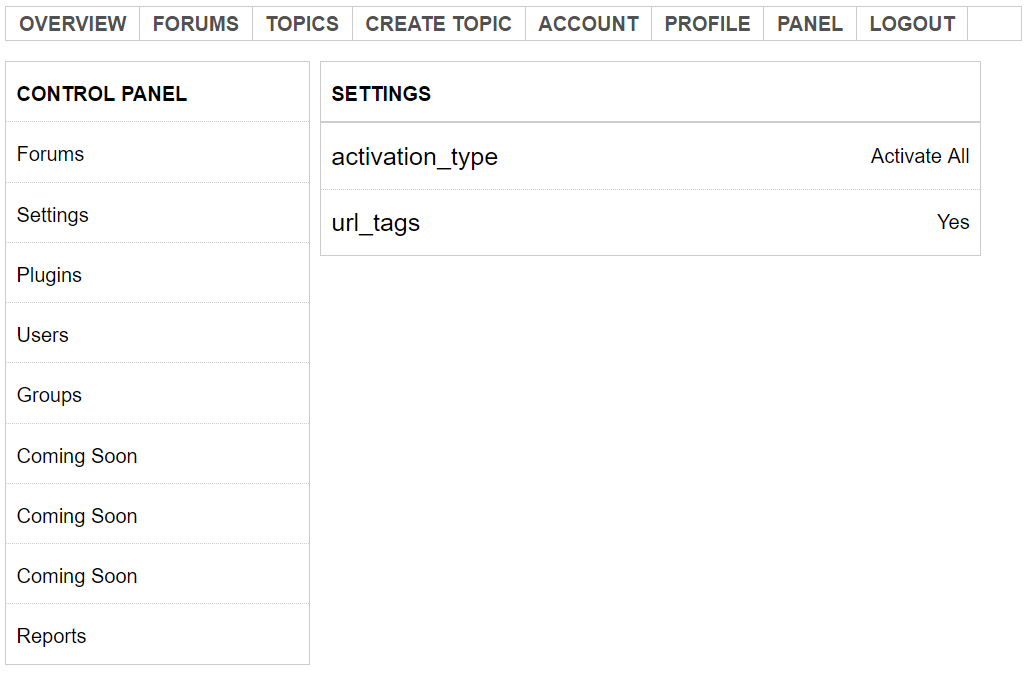 OVERVIEW FORUMS TOPICS CREATE TOPIC ACCOUNT PROFILE PANEL LOGOUT
CONTROL PANEL
Forums
Settings
Plugins
Users
Groups
Coming Soon
Coming Soon
Coming Soon
Reports
SETTINGS
activation_type Activate All
url_tags Yes